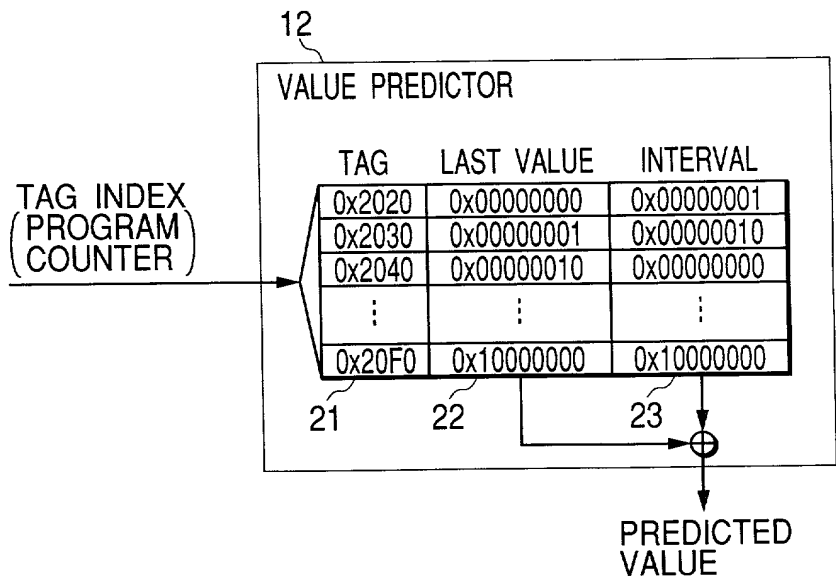 12
VALUE PREDICTOR
TAG LAST VALUE INTERVAL
TAG INDEX
(PROGRAM
COUNTER)
0x2020 0x00000000 0x00000001
0x2030 0x00000001 0x00000010
0x2040 0x00000010 0x00000000
0x20F0 0x10000000 0x10000000
21 22 23
PREDICTED
VALUE